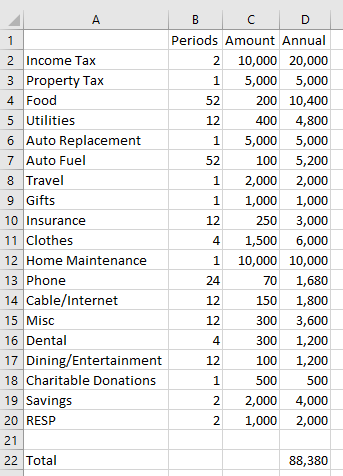 A B C D
1 Periods Amount Annual
2 Income Tax 2 10,000 20,000
3 Property Tax 1 5,000 5,000
4 Food 52 200 10,400
5 Utilities 12 400 4,800
6 Auto Replacement 1 5,000 5,000
7 Auto Fuel 52 100 5,200
8 Travel 1 2,000 2,000
9 Gifts 1 1,000 1,000
10 Insurance 12 250 3,000
11 Clothes 4 1,500 6,000
12 Home Maintenance 1 10,000 10,000
13 Phone 24 70 1,680
14 Cable/Internet 12 150 1,800
15 Misc 12 300 3,600
16 Dental 4 300 1,200
17 Dining/Entertainment 12 100 1,200
18 Charitable Donations 1 500 500
19 Savings 2 2,000 4,000
20 RESP 2 1,000 2,000
21
22 Total 88,380